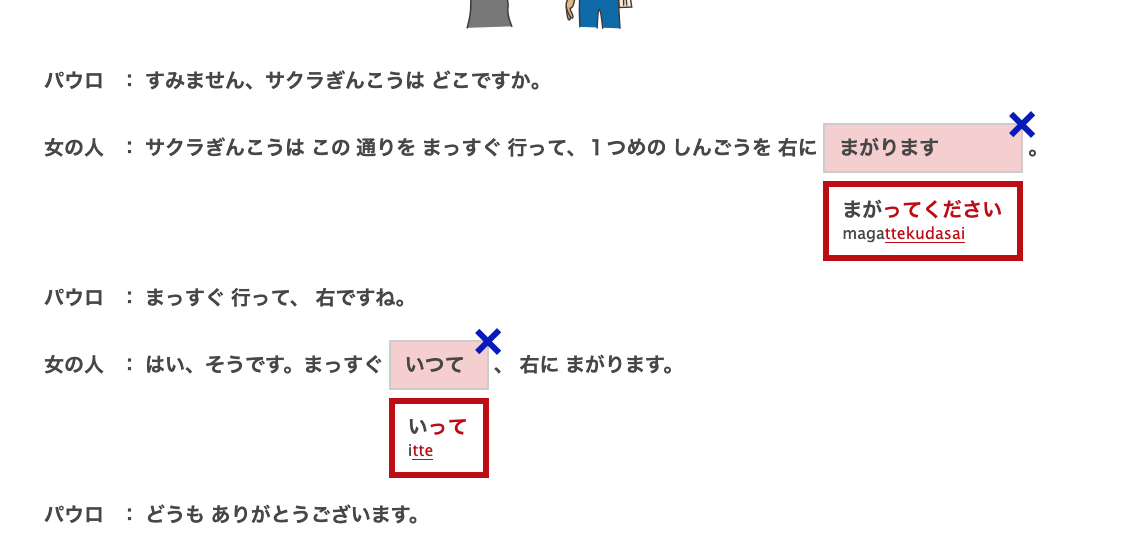 パウロ ： すみません、サクラぎんこうは どこですか。
女の人 ： サクラぎんこうは この 通りを まっすぐ 行って、１つめの しんごうを 右に まがります 。
まがってください
magattekudasai
パウロ ： まっすぐ 行って、 右ですね。
女の人 ： はい、そうです。まっすぐ いつて 、 右に まがります。
いって
itte
パウロ ： どうも ありがとうございます。